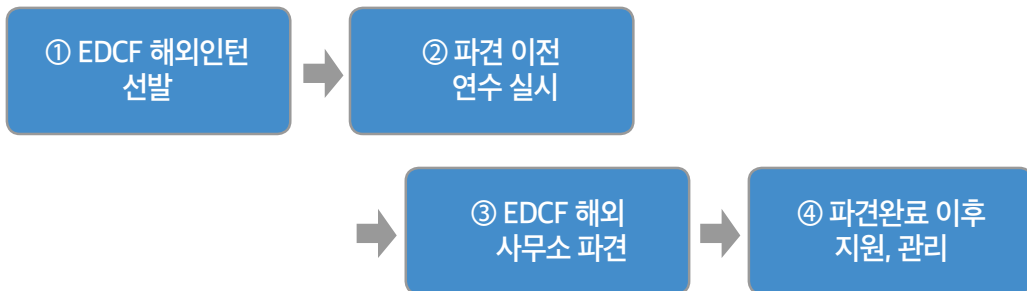 ① EDCF 해외인턴
선발
② 파견 이전
연수 실시
③ EDCF 해외
사무소 파견
④ 파견완료 이후
지원, 관리